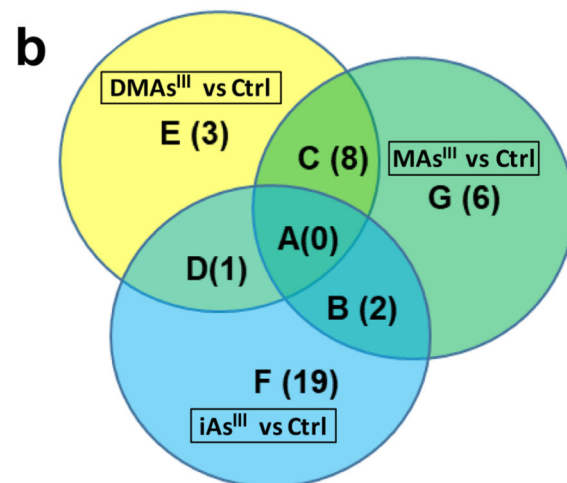 b
DMAsᴵᴵᴵ vs Ctrl
E (3)
C (8)
MAsᴵᴵᴵ vs Ctrl
G (6)
A(0)
D(1)
B (2)
F (19)
iAsᴵᴵᴵ vs Ctrl